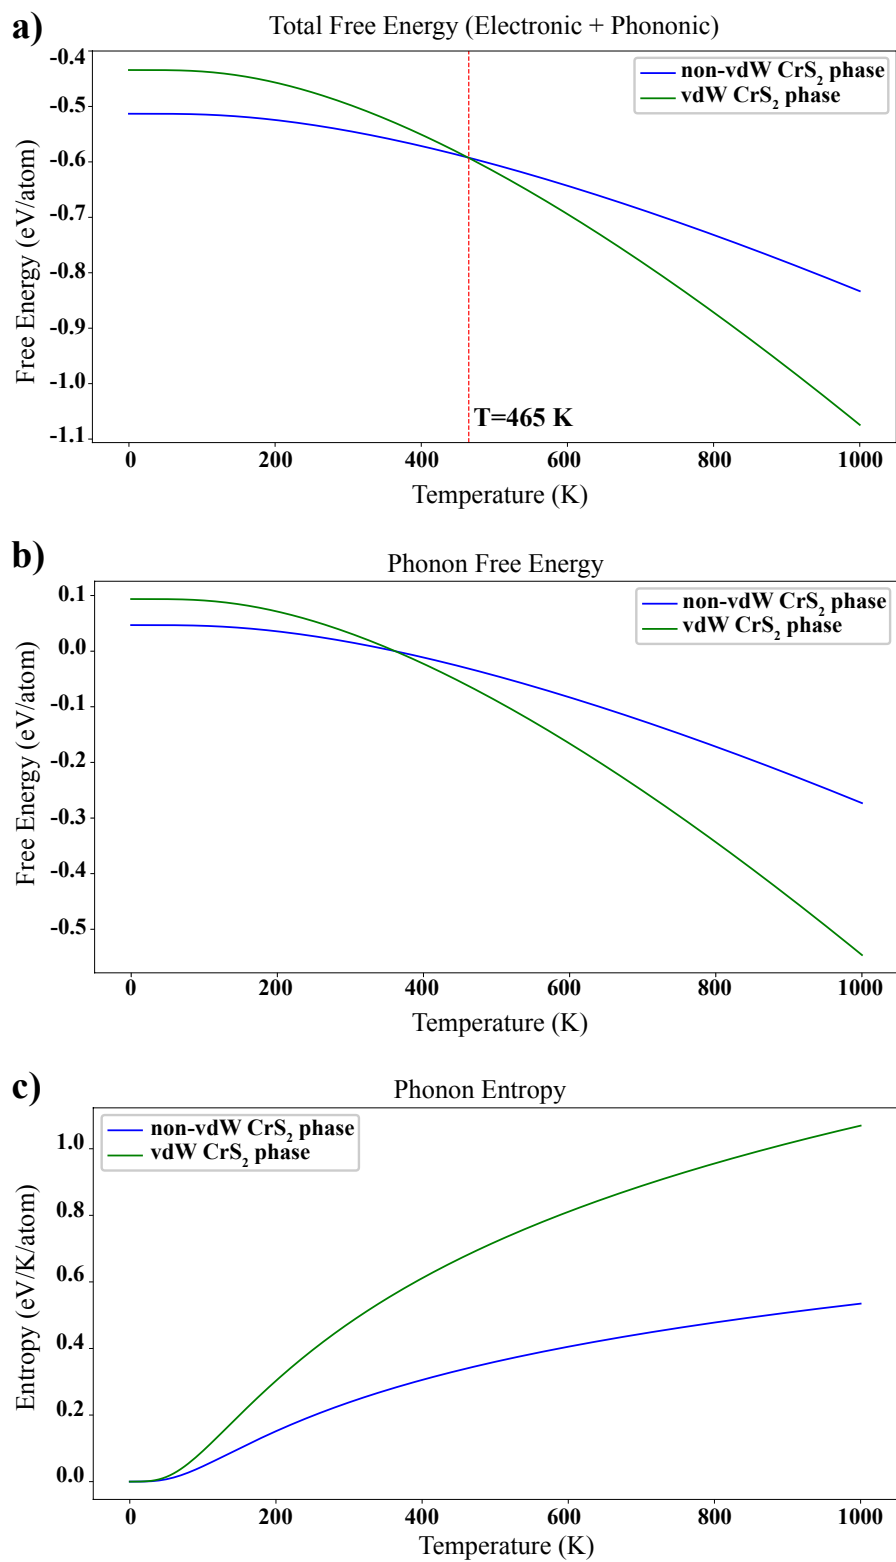 a)
Total Free Energy (Electronic + Phononic)
Free Energy (eV/atom)
-0.4
-0.5
-0.6
-0.7
-0.8
-0.9
-1.0
-1.1
non-vdW CrS₂ phase
vdW CrS₂ phase
T=465 K
0 200 400 600 800 1000
Temperature (K)
b)
Phonon Free Energy
Free Energy (eV/atom)
0.1
0.0
-0.1
-0.2
-0.3
-0.4
-0.5
non-vdW CrS₂ phase
vdW CrS₂ phase
0 200 400 600 800 1000
Temperature (K)
c)
Phonon Entropy
Entropy (eV/K/atom)
1.0
0.8
0.6
0.4
0.2
0.0
non-vdW CrS₂ phase
vdW CrS₂ phase
0 200 400 600 800 1000
Temperature (K)